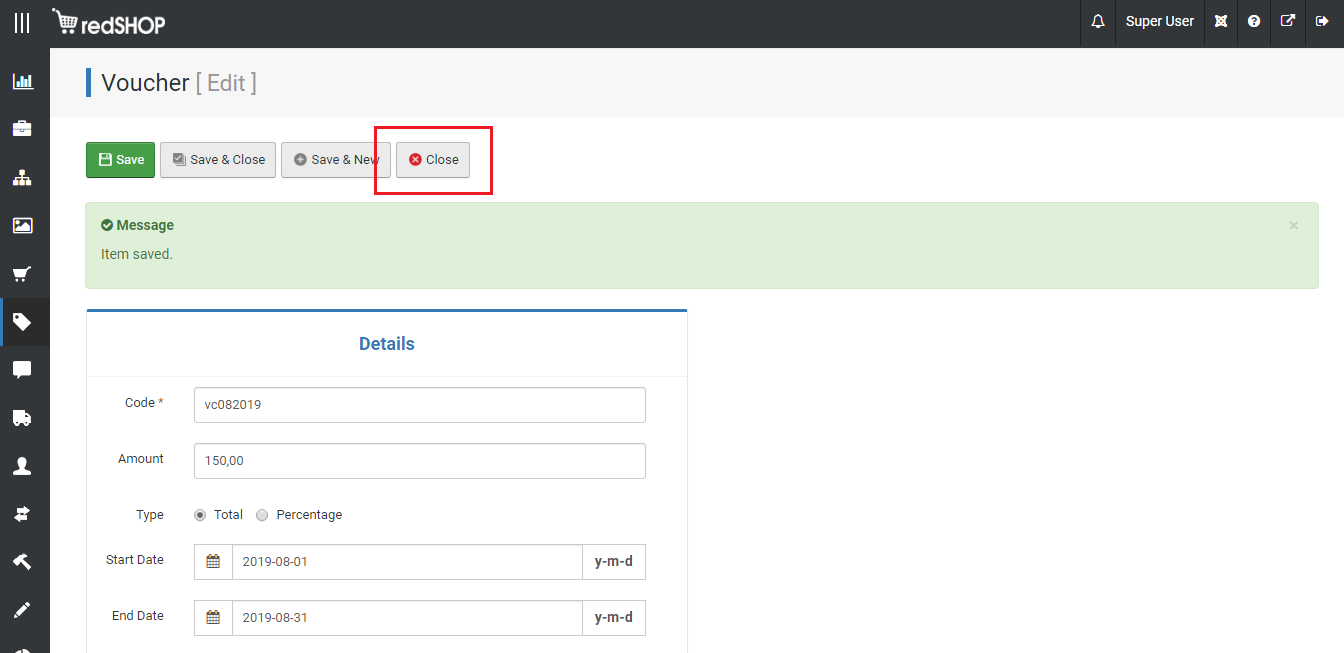 redSHOP
Super User
Voucher [ Edit ]
Save
Save & Close
Save & New
Close
Message
×
Item saved.
Details
Code *
vc082019
Amount
150,00
Type
Total
Percentage
Start Date
2019-08-01
y-m-d
End Date
2019-08-31
y-m-d